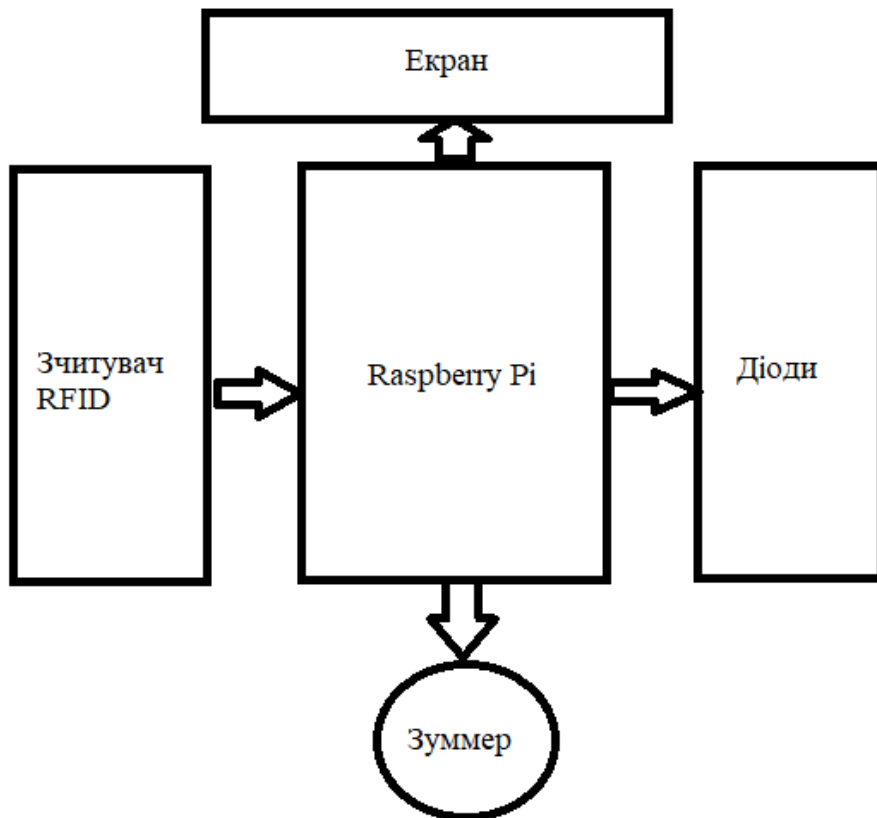 Екран
Зчитувач
RFID
Raspberry Pi
Діоди
Зуммер